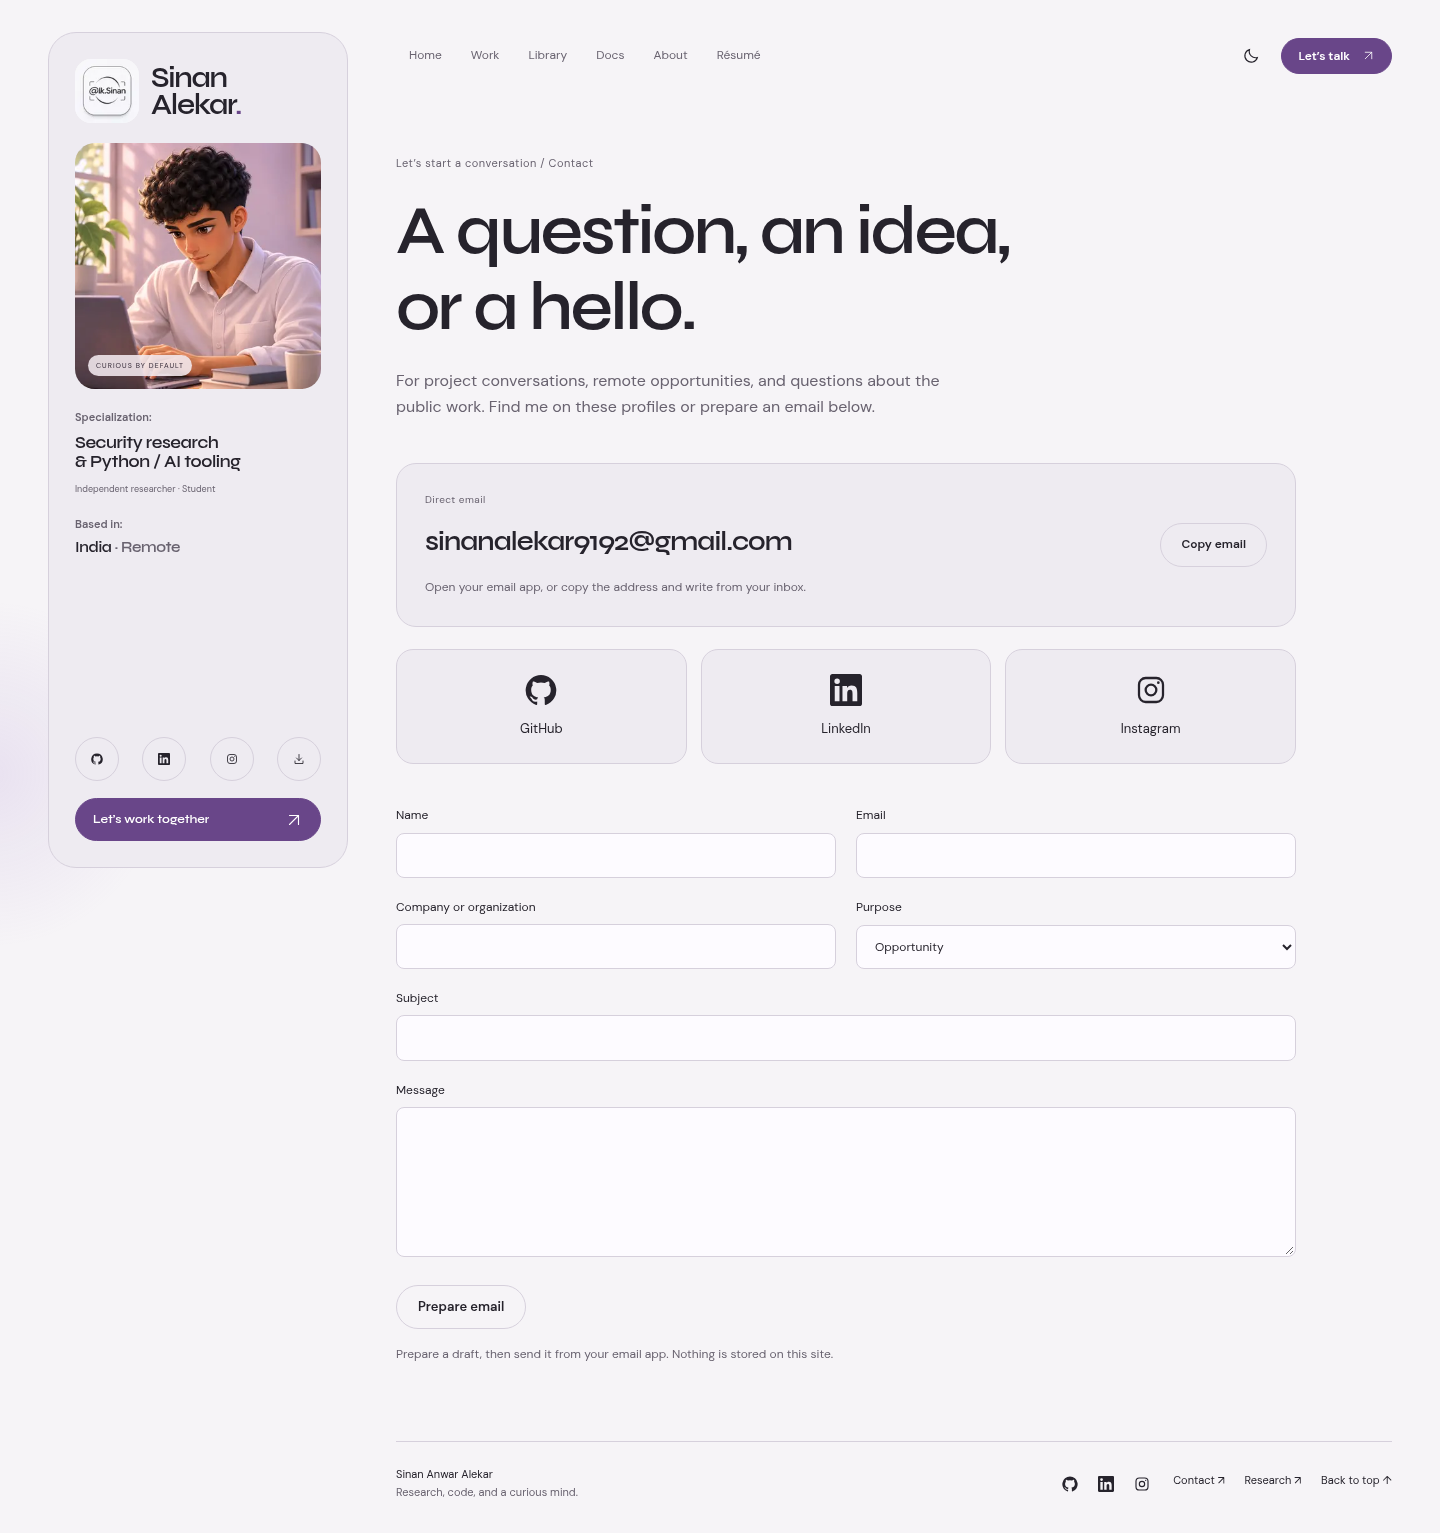 @Ik.Sinan
Sinan
Alekar.
CURIOUS BY DEFAULT
Specialization:
Security research
& Python / AI tooling
Independent researcher · Student
Based in:
India · Remote
Let's work together
Home
Work
Library
Docs
About
Résumé
Let's talk
Let's start a conversation / Contact
A question, an idea,
or a hello.
For project conversations, remote opportunities, and questions about the
public work. Find me on these profiles or prepare an email below.
Direct email
sinanalekar9192@gmail.com
Copy email
Open your email app, or copy the address and write from your inbox.
GitHub
LinkedIn
Instagram
Name
Email
Company or organization
Purpose
Opportunity
Subject
Message
Prepare email
Prepare a draft, then send it from your email app. Nothing is stored on this site.
Sinan Anwar Alekar
Research, code, and a curious mind.
Contact ↗
Research ↗
Back to top ↑